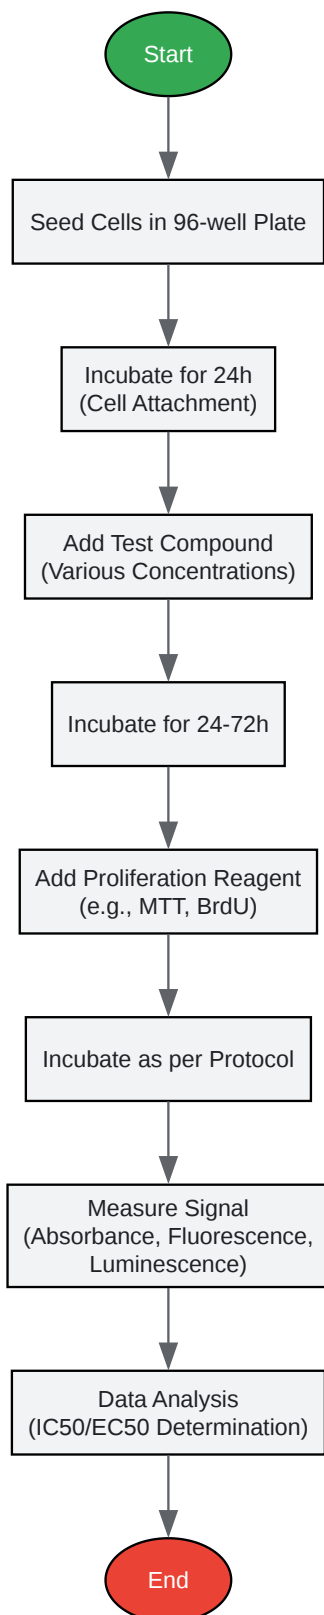 Start
Seed Cells in 96-well Plate
Incubate for 24h
(Cell Attachment)
Add Test Compound
(Various Concentrations)
Incubate for 24-72h
Add Proliferation Reagent
(e.g., MTT, BrdU)
Incubate as per Protocol
Measure Signal
(Absorbance, Fluorescence,
Luminescence)
Data Analysis
(IC50/EC50 Determination)
End